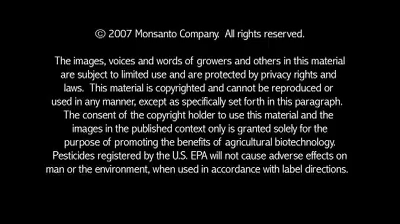 © 2007 Monsanto Company. All rights reserved.
The images, voices and words of growers and others in this material
are subject to limited use and are protected by privacy rights and
laws. This material is copyrighted and cannot be reproduced or
used in any manner, except as specifically set forth in this paragraph.
The consent of the copyright holder to use this material and the
images in the published context only is granted solely for the
purpose of promoting the benefits of agricultural biotechnology.
Pesticides registered by the U.S. EPA will not cause adverse effects on
man or the environment, when used in accordance with label directions.